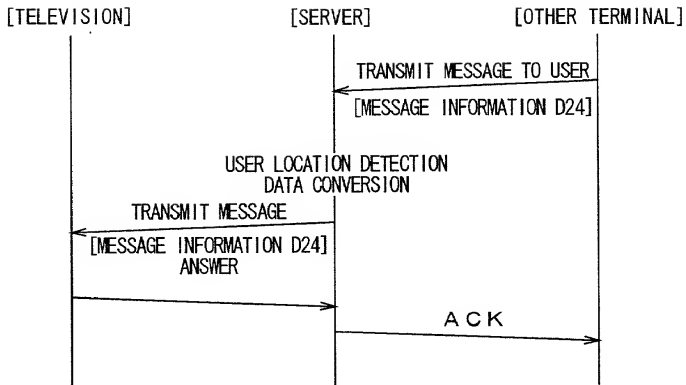 [TELEVISION] [SERVER] [OTHER TERMINAL]
TRANSMIT MESSAGE TO USER
[MESSAGE INFORMATION D24]
USER LOCATION DETECTION
DATA CONVERSION
TRANSMIT MESSAGE
[MESSAGE INFORMATION D24]
ANSWER
ACK